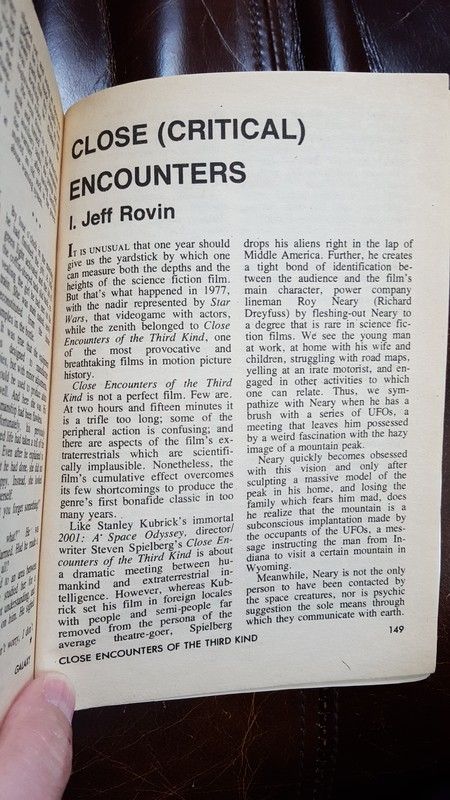 CLOSE (CRITICAL)
ENCOUNTERS
I. Jeff Rovin
IT IS UNUSUAL that one year should
give us the yardstick by which one
can measure both the depths and the
heights of the science fiction film.
But that's what happened in 1977,
with the nadir represented by Star
Wars, that videogame with actors,
while the zenith belonged to Close
Encounters of the Third Kind, one
of the most provocative and
breathtaking films in motion picture
history.
Close Encounters of the Third
Kind is not a perfect film. Few are.
At two hours and fifteen minutes it
is a trifle too long; some of the
peripheral action is confusing; and
there are aspects of the film's ex-
traterrestrials which are scientifi-
cally implausible. Nonetheless, the
film's cumulative effect overcomes
its few shortcomings to produce the
genre's first bonafide classic in too
many years.
Like Stanley Kubrick's immortal
2001: A Space Odyssey, director/
writer Steven Spielberg's Close En-
counters of the Third Kind is about
a dramatic meeting between hu-
mankind and extraterrestrial in-
telligence. However, whereas Kub-
rick set his film in foreign locales
with people and semi-people far
removed from the persona of the
average theatre-goer, Spielberg
drops his aliens right in the lap of
Middle America. Further, he creates
a tight bond of identification be-
tween the audience and the film's
main character, power company
lineman Roy Neary (Richard
Dreyfuss) by fleshing-out Neary to
a degree that is rare in science fic-
tion films. We see the young man
at work, at home with his wife and
children, struggling with road maps,
yelling at an irate motorist, and en-
gaged in other activities to which
one can relate. Thus, we sym-
pathize with Neary when he has a
brush with a series of UFOs, a
meeting that leaves him possessed
by a weird fascination with the hazy
image of a mountain peak.
Neary quickly becomes obsessed
with this vision and only after
sculpting a massive model of the
peak in his home, and losing the
family which fears him mad, does
he realize that the mountain is a
subconscious implantation made by
the occupants of the UFOs, a mes-
sage instructing the man from In-
diana to visit a certain mountain in
Wyoming.
Meanwhile, Neary is not the only
person to have been contacted by
the space creatures, nor is psychic
suggestion the sole means through
which they communicate with earth.
CLOSE ENCOUNTERS OF THE THIRD KIND
149
GALAXY